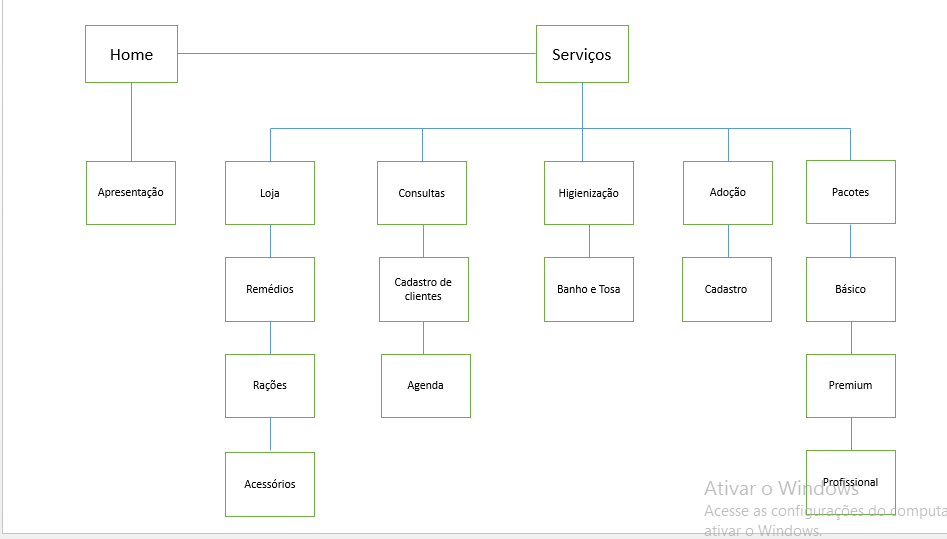 Home
Serviços
Apresentação
Loja
Consultas
Higienização
Adoção
Pacotes
Remédios
Cadastro de
clientes
Banho e Tosa
Cadastro
Básico
Rações
Agenda
Premium
Acessórios
Profissional
Ativar o Windows
Acesse as configurações do computa
ativar o Windows.